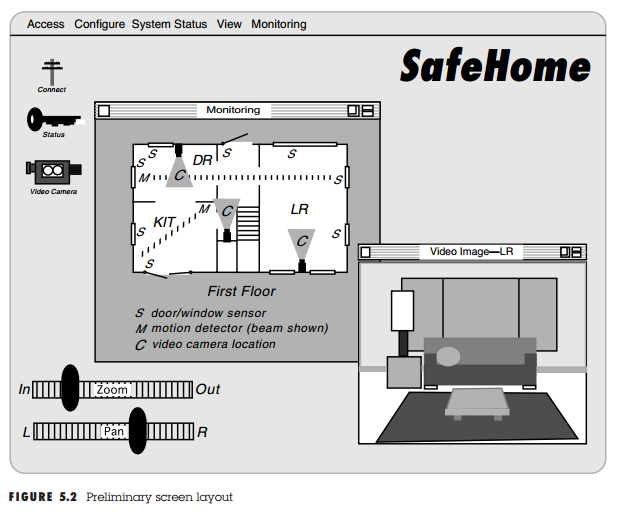 Access Configure System Status View Monitoring
SafeHome
Connect
Status
Video Camera
Monitoring
S S DR S S
M C S
KIT M C LR
S C S
S
First Floor
S door/window sensor
M motion detector (beam shown)
C video camera location
Video Image—LR
In Zoom Out
L Pan R
FIGURE 5.2 Preliminary screen layout